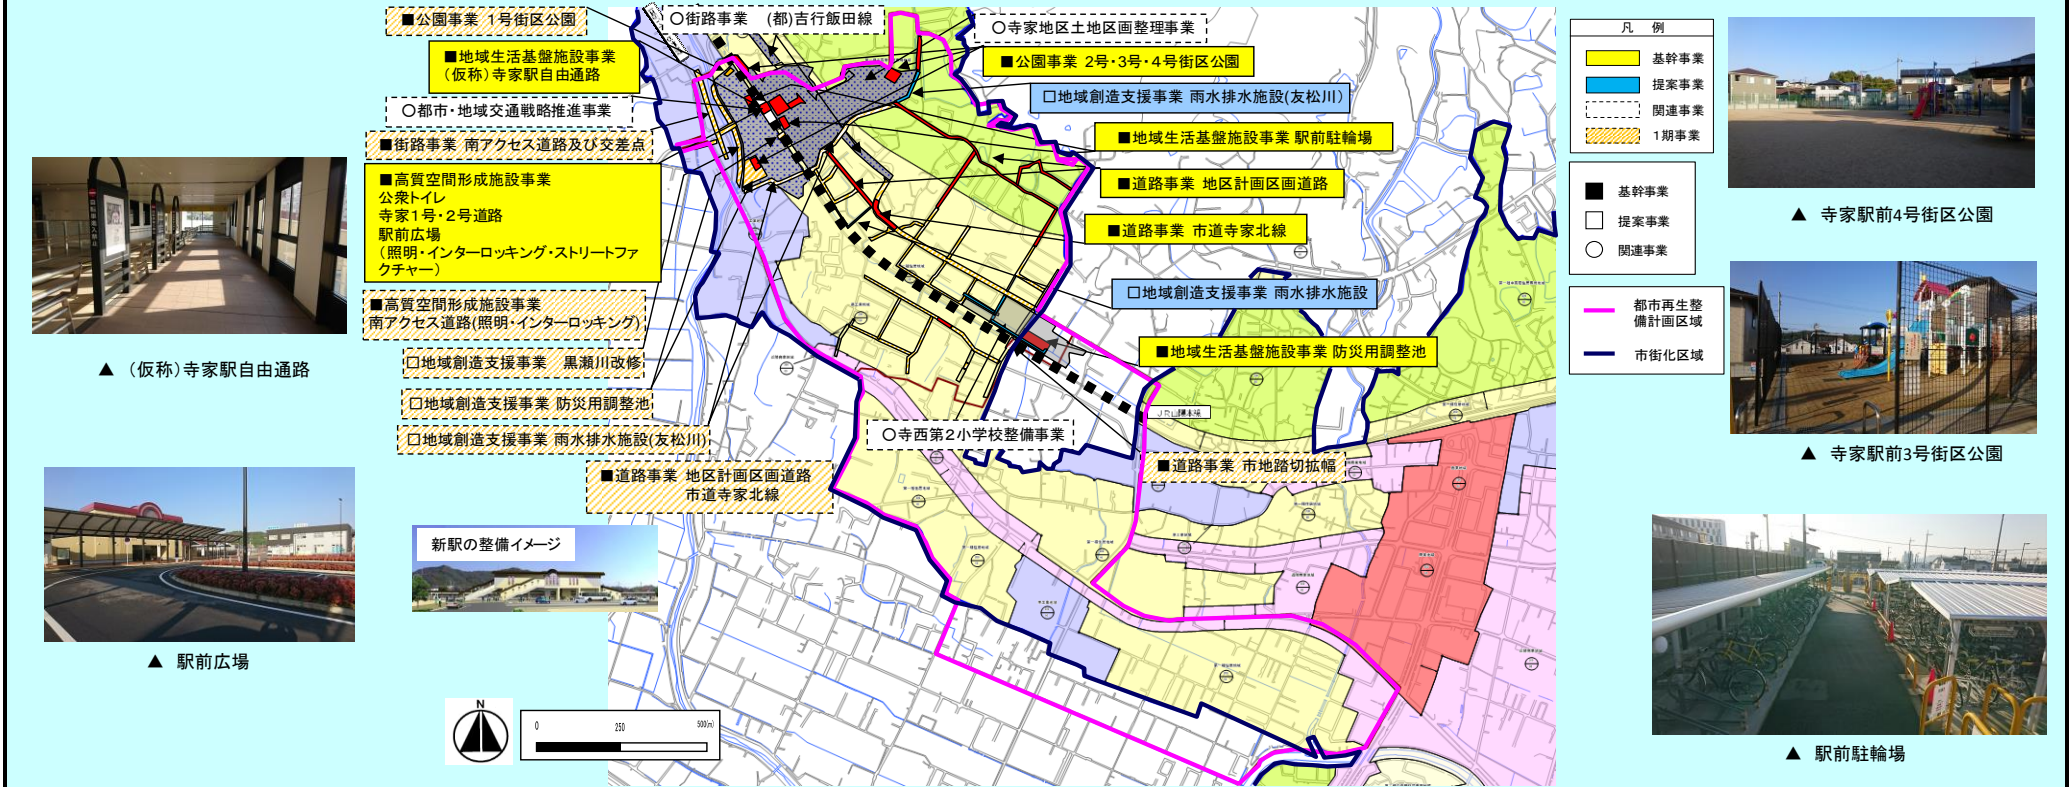 ■公園事業 1号街区公園
■地域生活基盤施設事業
(仮称)寺家駅自由通路
○都市・地域交通戦略推進事業
■街路事業 南アクセス道路及び交差点
■高質空間形成施設事業
公衆トイレ
寺家1号・2号道路
駅前広場
(照明・インターロッキング・ストリートファ
クチャー)
■高質空間形成施設事業
南アクセス道路(照明・インターロッキング)
□地域創造支援事業 黒瀬川改修
□地域創造支援事業 防災用調整池
□地域創造支援事業 雨水排水施設(友松川)
■道路事業 地区計画区画道路
市道寺家北線
○街路事業 (都)吉行飯田線
○寺家地区土地区画整理事業
■公園事業 2号・3号・4号街区公園
□地域創造支援事業 雨水排水施設(友松川)
■地域生活基盤施設事業 駅前駐輪場
■道路事業 地区計画区画道路
■道路事業 市道寺家北線
□地域創造支援事業 雨水排水施設
■地域生活基盤施設事業 防災用調整池
JR山陽本線
○寺西第2小学校整備事業
■道路事業 市地踏切拡幅
凡 例
基幹事業
提案事業
関連事業
1期事業
■ 基幹事業
□ 提案事業
○ 関連事業
都市再生整
備計画区域
市街化区域
▲ (仮称)寺家駅自由通路
▲ 駅前広場
新駅の整備イメージ
N
0 250 500(m)
▲ 寺家駅前4号街区公園
▲ 寺家駅前3号街区公園
▲ 駅前駐輪場